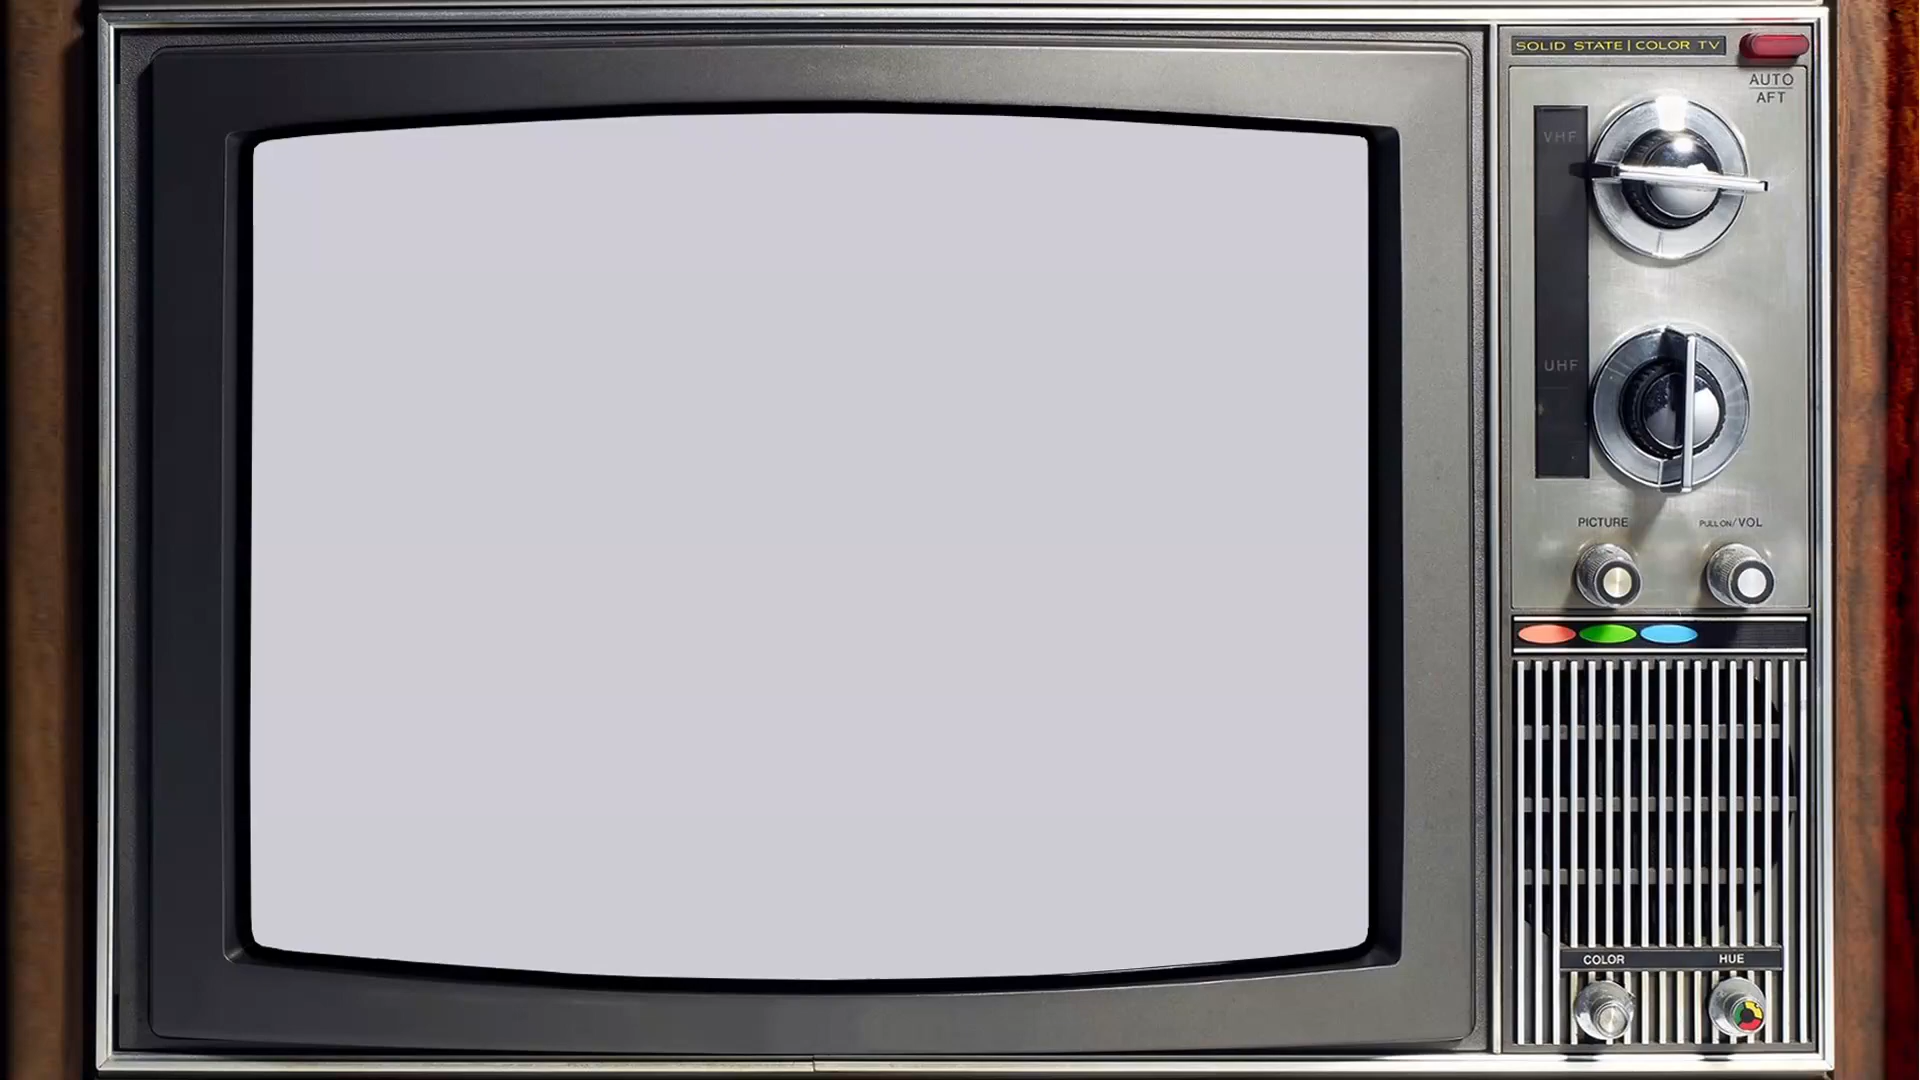 SOLID STATE | COLOR TV
AUTO
AFT
VHF
UHF
PICTURE
PULL ON/VOL
COLOR
HUE